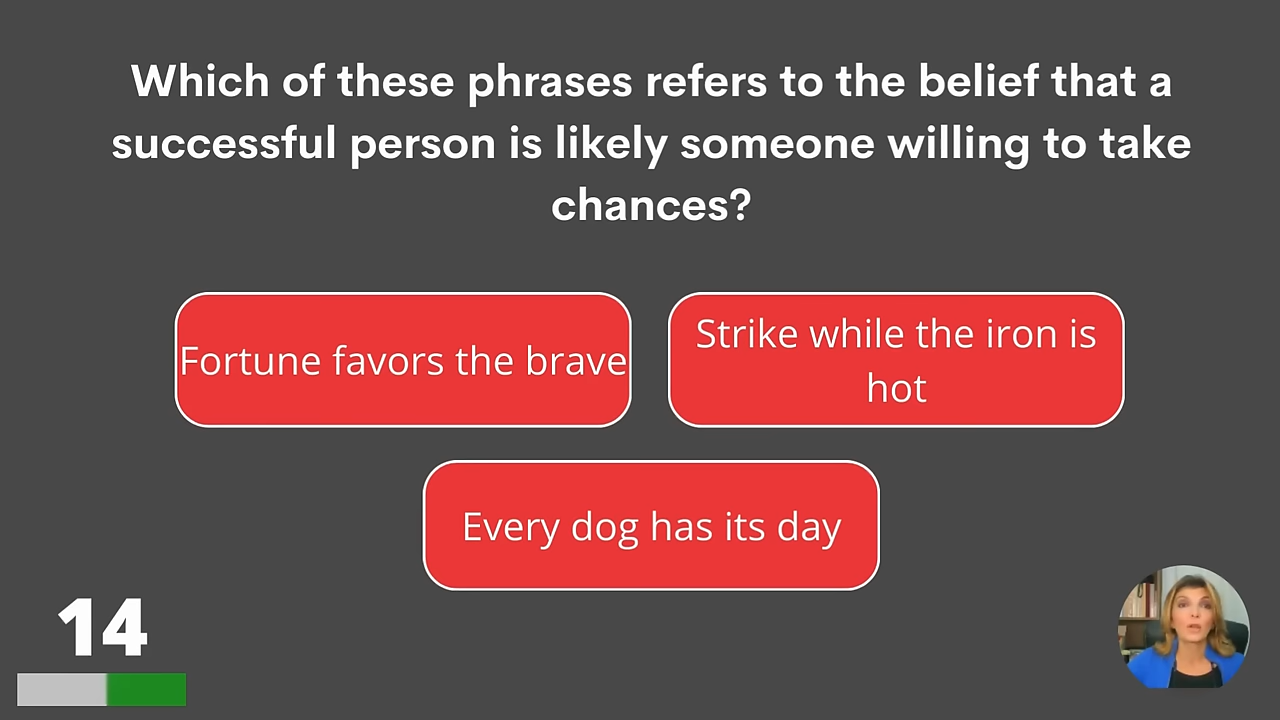 Which of these phrases refers to the belief that a
successful person is likely someone willing to take
chances?
Fortune favors the brave
Strike while the iron is
hot
Every dog has its day
14